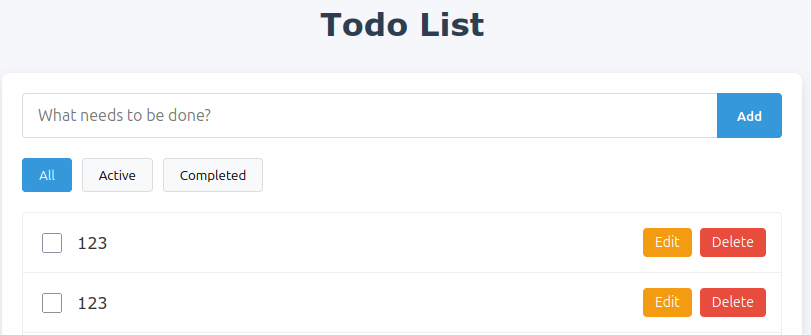 Todo List
What needs to be done?
Add
All
Active
Completed
123
Edit
Delete
123
Edit
Delete